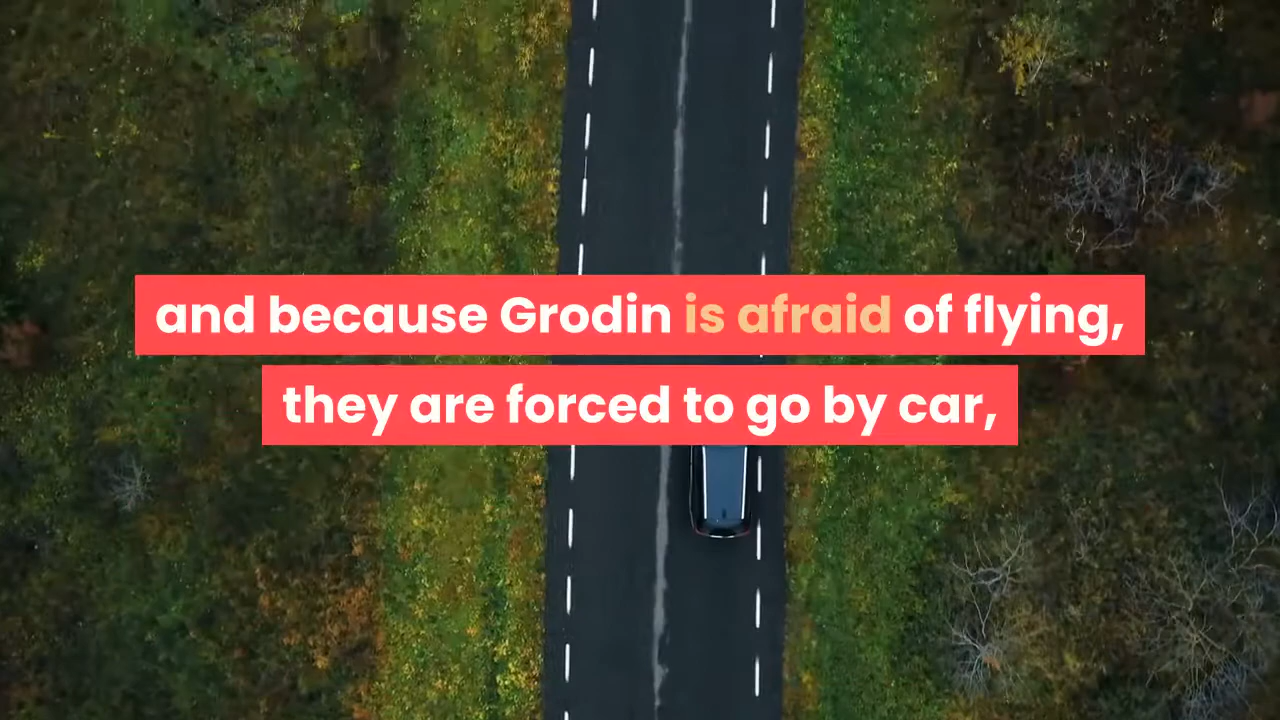 and because Grodin is afraid of flying,
they are forced to go by car,